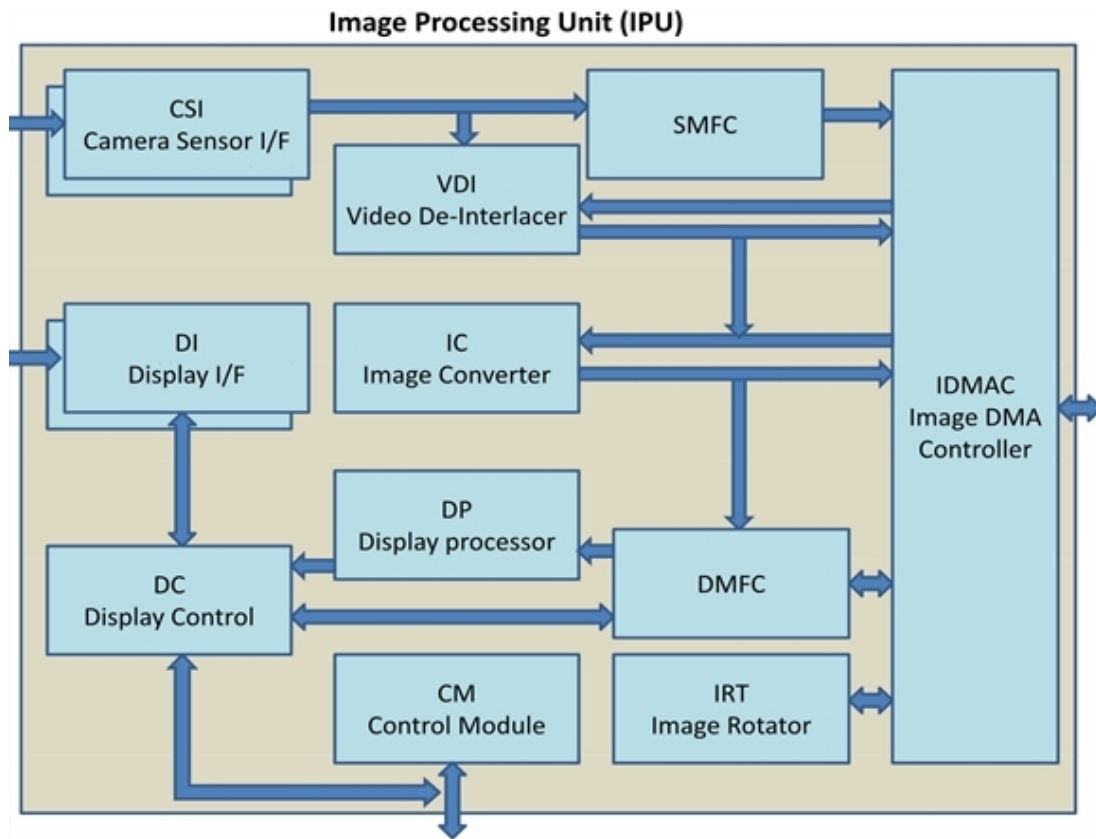 Image Processing Unit (IPU)
CSI
Camera Sensor I/F
SMFC
VDI
Video De-Interlacer
DI
Display I/F
IC
Image Converter
IDMAC
Image DMA
Controller
DP
Display processor
DC
Display Control
DMFC
CM
Control Module
IRT
Image Rotator